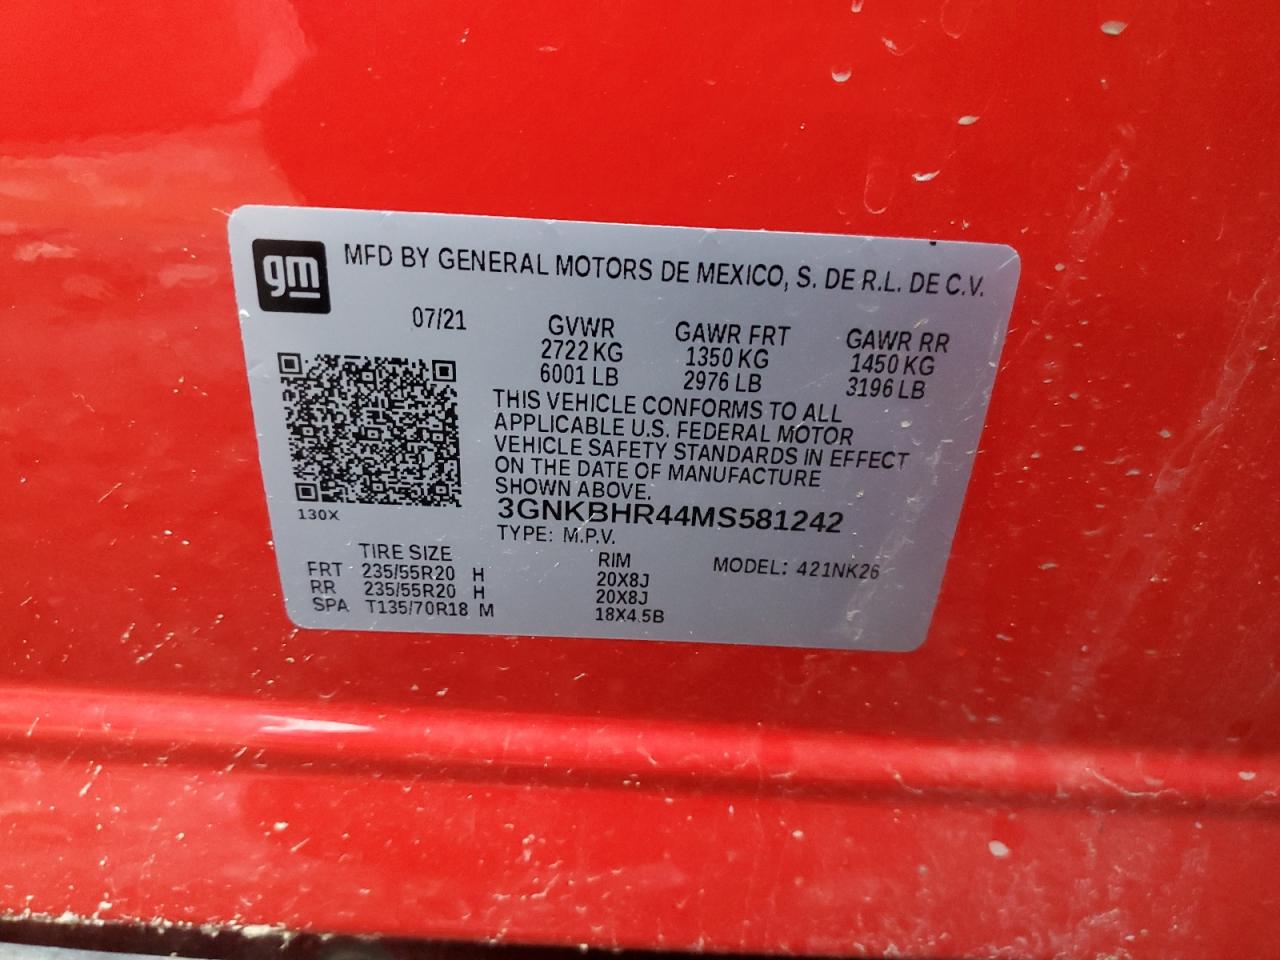 gm MFD BY GENERAL MOTORS DE MEXICO, S. DE R.L. DE C.V.
07/21 GVWR GAWR FRT GAWR RR
2722 KG 1350 KG 1450 KG
6001 LB 2976 LB 3196 LB
THIS VEHICLE CONFORMS TO ALL
APPLICABLE U.S. FEDERAL MOTOR
VEHICLE SAFETY STANDARDS IN EFFECT
ON THE DATE OF MANUFACTURE
SHOWN ABOVE.
130X 3GNKBHR44MS581242
TYPE: M.P.V.
TIRE SIZE RIM MODEL: 421NK26
FRT 235/55R20 H 20X8J
RR 235/55R20 H 20X8J
SPA T135/70R18 M 18X4.5B